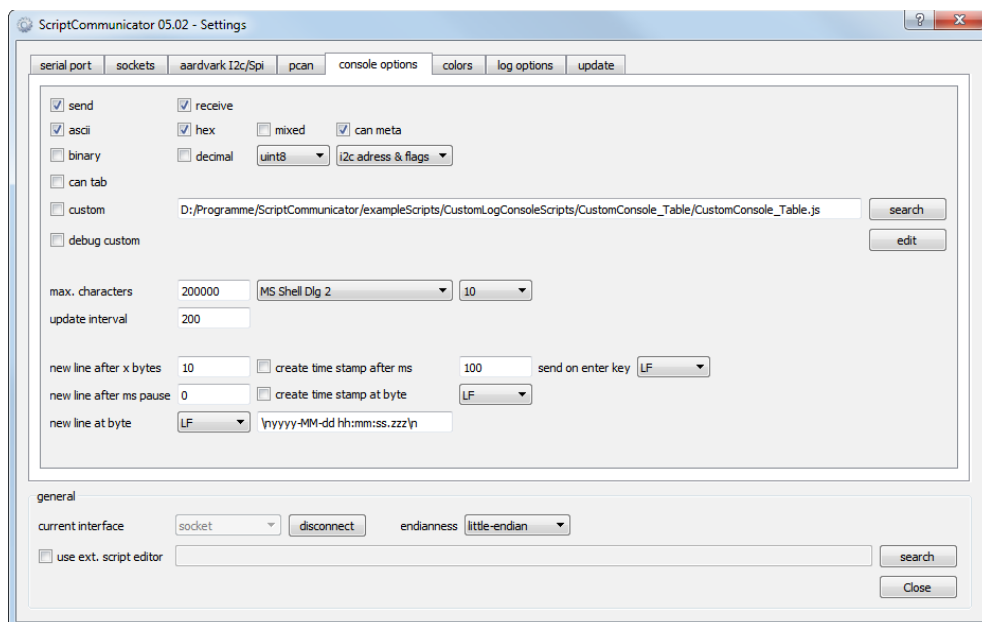 ScriptCommunicator 05.02 - Settings
serial port sockets aardvark I2c/Spi pcan console options colors log options update
send receive
ascii hex mixed can meta
binary decimal uint8 i2c adress & flags
can tab
custom D:/Programme/ScriptCommunicator/exampleScripts/CustomLogConsoleScripts/CustomConsole_Table/CustomConsole_Table.js search
debug custom edit
max. characters 200000 MS Shell Dlg 2 10
update interval 200
new line after x bytes 10 create time stamp after ms 100 send on enter key LF
new line after ms pause 0 create time stamp at byte LF
new line at byte LF \nyyyy-MM-dd hh:mm:ss.zzz\n
general
current interface socket disconnect endianness little-endian
use ext. script editor search
Close